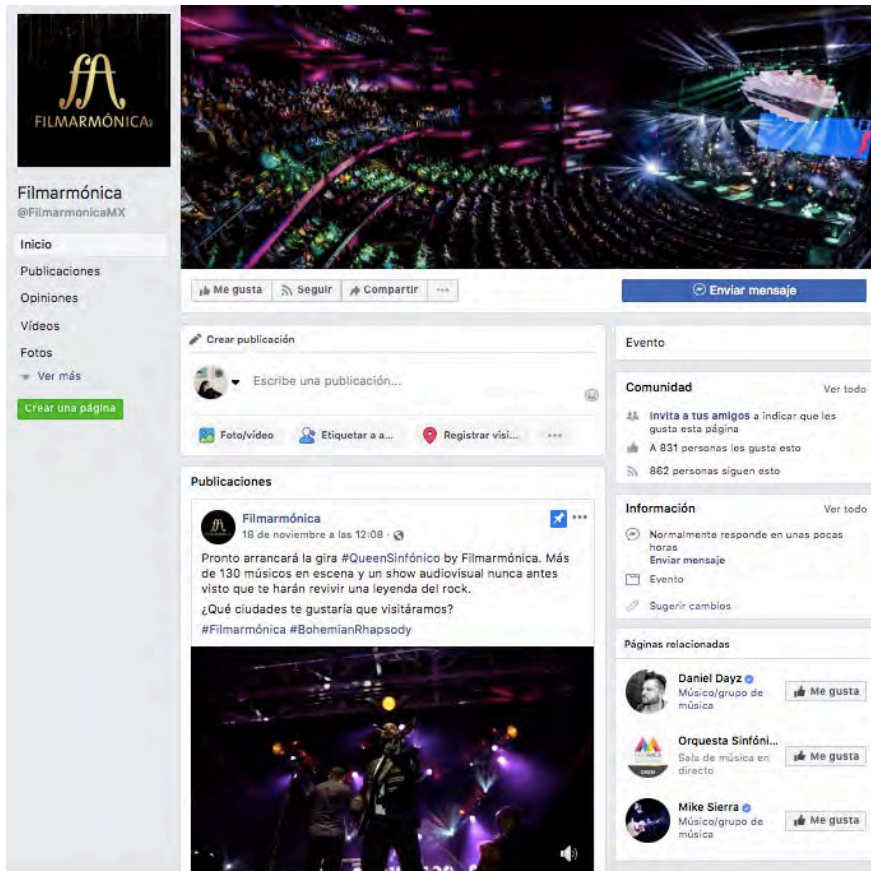 fA
FILMARMÓNICA
Filmarmónica
@FilmarmonicaMX
Inicio
Publicaciones
Opiniones
Vídeos
Fotos
Ver más
Crear una página
Me gusta
Seguir
Compartir
...
Enviar mensaje
Crear publicación
Escribe una publicación...
Foto/vídeo
Etiquetar a a...
Registrar visi...
...
Publicaciones
Filmarmónica
18 de noviembre a las 12:08 ·
Pronto arrancará la gira #QueenSinfónico by Filmarmónica. Más
de 130 músicos en escena y un show audiovisual nunca antes
visto que te harán revivir una leyenda del rock.
¿Qué ciudades te gustaría que visitáramos?
#Filmarmónica #BohemianRhapsody
Evento
Comunidad
Ver todo
Invita a tus amigos a indicar que les
gusta esta página
A 831 personas les gusta esto
862 personas siguen esto
Información
Ver todo
Normalmente responde en unas pocas
horas
Enviar mensaje
Evento
Sugerir cambios
Páginas relacionadas
Daniel Dayz
Músico/grupo de
música
Me gusta
Orquesta Sinfóni...
Sala de música en
directo
Me gusta
Mike Sierra
Músico/grupo de
música
Me gusta